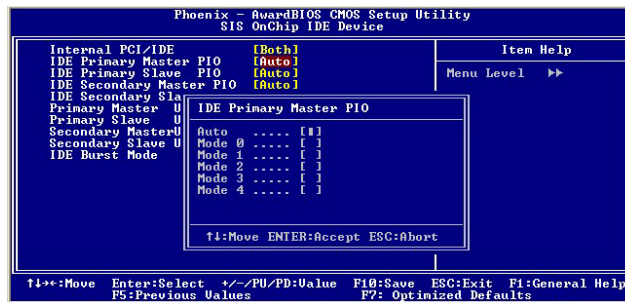 Phoenix - AwardBIOS CMOS Setup Utility
SIS OnChip IDE Device
Internal PCI/IDE [Both]
IDE Primary Master PIO [Auto]
IDE Primary Slave PIO [Auto]
IDE Secondary Master PIO [Auto]
IDE Secondary Sla
Primary Master U
Primary Slave U
Secondary MasterU
Secondary Slave U
IDE Burst Mode
Item Help
Menu Level ►►
IDE Primary Master PIO
Auto ..... [■]
Mode 0 ..... [ ]
Mode 1 ..... [ ]
Mode 2 ..... [ ]
Mode 3 ..... [ ]
Mode 4 ..... [ ]
↑↓:Move ENTER:Accept ESC:Abort
↑↓→←:Move Enter:Select +/-/PU/PD:Value F10:Save ESC:Exit F1:General Help
F5:Previous Values F7: Optimized Defaults